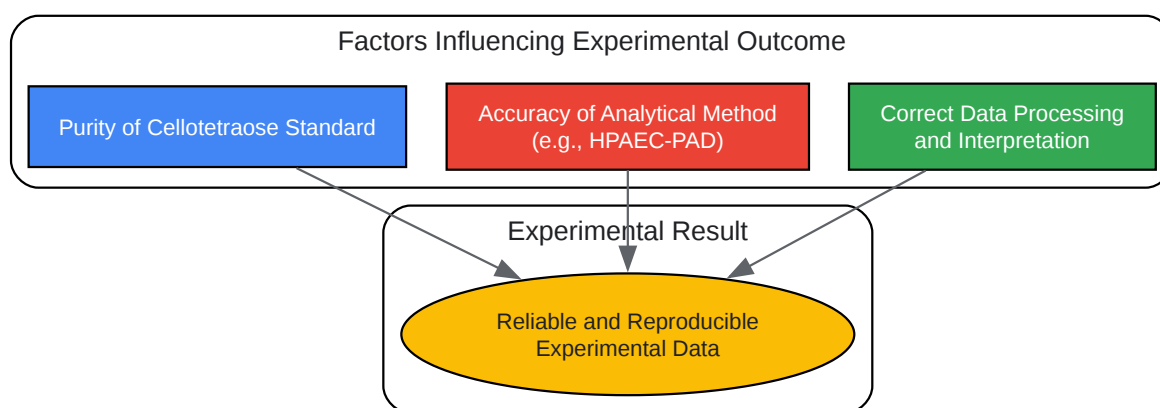 Factors Influencing Experimental Outcome
Purity of Cellotetraose Standard
Accuracy of Analytical Method
(e.g., HPAEC-PAD)
Correct Data Processing
and Interpretation
Experimental Result
Reliable and Reproducible
Experimental Data